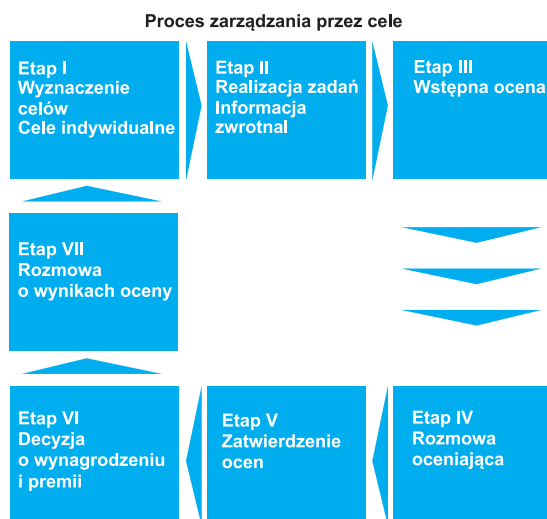 Proces zarządzania przez cele
Etap I
Wyznaczenie
celów
Cele indywidualne
Etap II
Realizacja zadań
Informacja
zwrotnal
Etap III
Wstępna ocena
Etap IV
Rozmowa
oceniająca
Etap V
Zatwierdzenie
ocen
Etap VI
Decyzja
o wynagrodzeniu
i premii
Etap VII
Rozmowa
o wynikach oceny